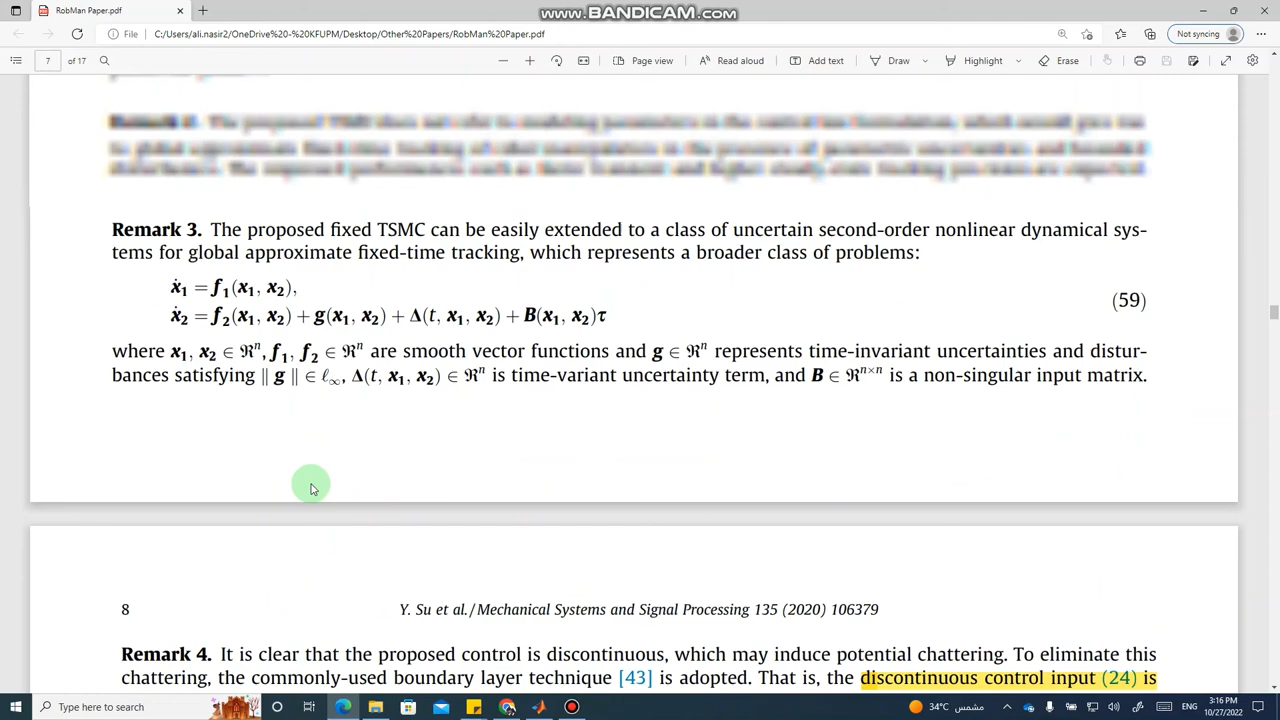 RobMan Paper.pdf
www.BANDICAM.com
File C:/Users/ali.nasir2/OneDrive%20-%20KFUPM/Desktop/Other%20Papers/RobMan%20Paper.pdf Not syncing
7 of 17 Page view Read aloud Add text Draw Highlight Erase
Remark 3. The proposed fixed TSMC can be easily extended to a class of uncertain second-order nonlinear dynamical sys-
tems for global approximate fixed-time tracking, which represents a broader class of problems:
ẋ₁ = f₁(x₁, x₂),
ẋ₂ = f₂(x₁, x₂) + g(x₁, x₂) + Δ(t, x₁, x₂) + B(x₁, x₂)τ
(59)
where x₁, x₂ ∈ ℜⁿ, f₁, f₂ ∈ ℜⁿ are smooth vector functions and g ∈ ℜⁿ represents time-invariant uncertainties and distur-
bances satisfying ∥ g ∥ ∈ ℓ∞, Δ(t, x₁, x₂) ∈ ℜⁿ is time-variant uncertainty term, and B ∈ ℜⁿˣⁿ is a non-singular input matrix.
8 Y. Su et al./Mechanical Systems and Signal Processing 135 (2020) 106379
Remark 4. It is clear that the proposed control is discontinuous, which may induce potential chattering. To eliminate this
chattering, the commonly-used boundary layer technique [43] is adopted. That is, the discontinuous control input (24) is
Type here to search 34°C مشمس ENG 3:16 PM
10/27/2022